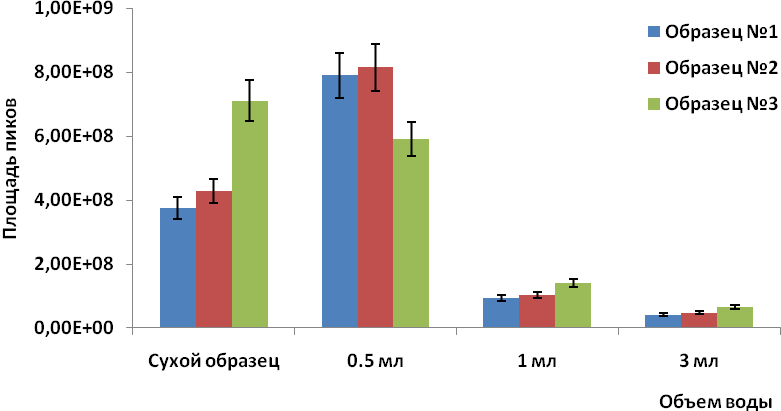 1,00E+09
8,00E+08
6,00E+08
4,00E+08
2,00E+08
0,00E+00
Площадь пиков
Образец №1
Образец №2
Образец №3
Сухой образец 0.5 мл 1 мл 3 мл
Объем воды